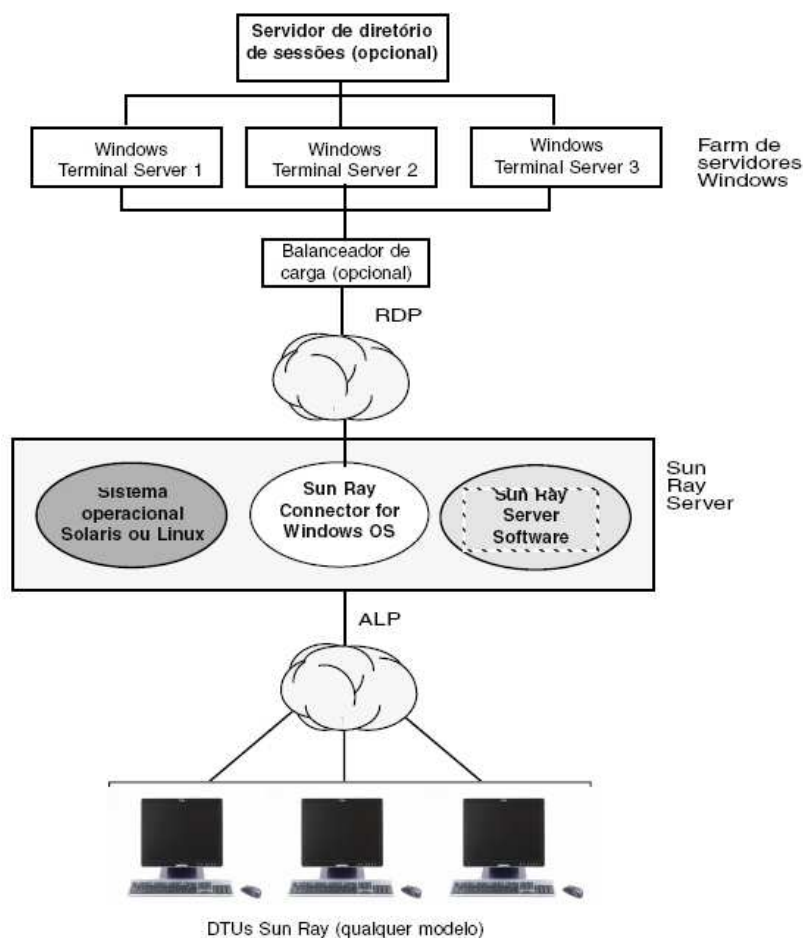 Servidor de diretório
de sessões (opcional)
Windows
Terminal Server 1
Windows
Terminal Server 2
Windows
Terminal Server 3
Farm de
servidores
Windows
Balanceador de
carga (opcional)
RDP
Sistema
operacional
Solaris ou Linux
Sun Ray
Connector for
Windows OS
Sun Ray
Server
Software
Sun
Ray
Server
ALP
DTUs Sun Ray (qualquer modelo)